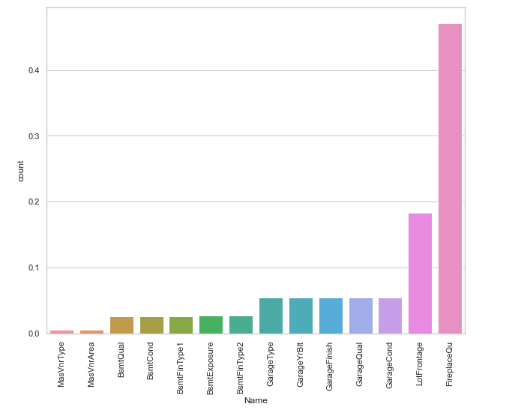 0.4
0.3
0.2
0.1
0.0
count
MasVnrType
MasVnrArea
BsmtQual
BsmtCond
BsmtFinType1
BsmtExposure
BsmtFinType2
GarageType
GarageYrBlt
GarageFinish
GarageQual
GarageCond
LotFrontage
FireplaceQu
Name